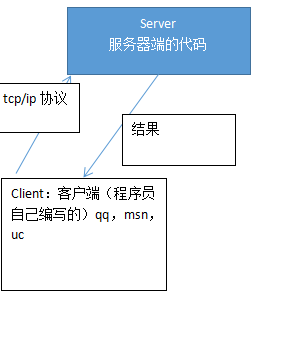 Server
服务器端的代码
tcp/ip 协议
结果
Client：客户端（程序员
自己编写的）qq，msn，
uc